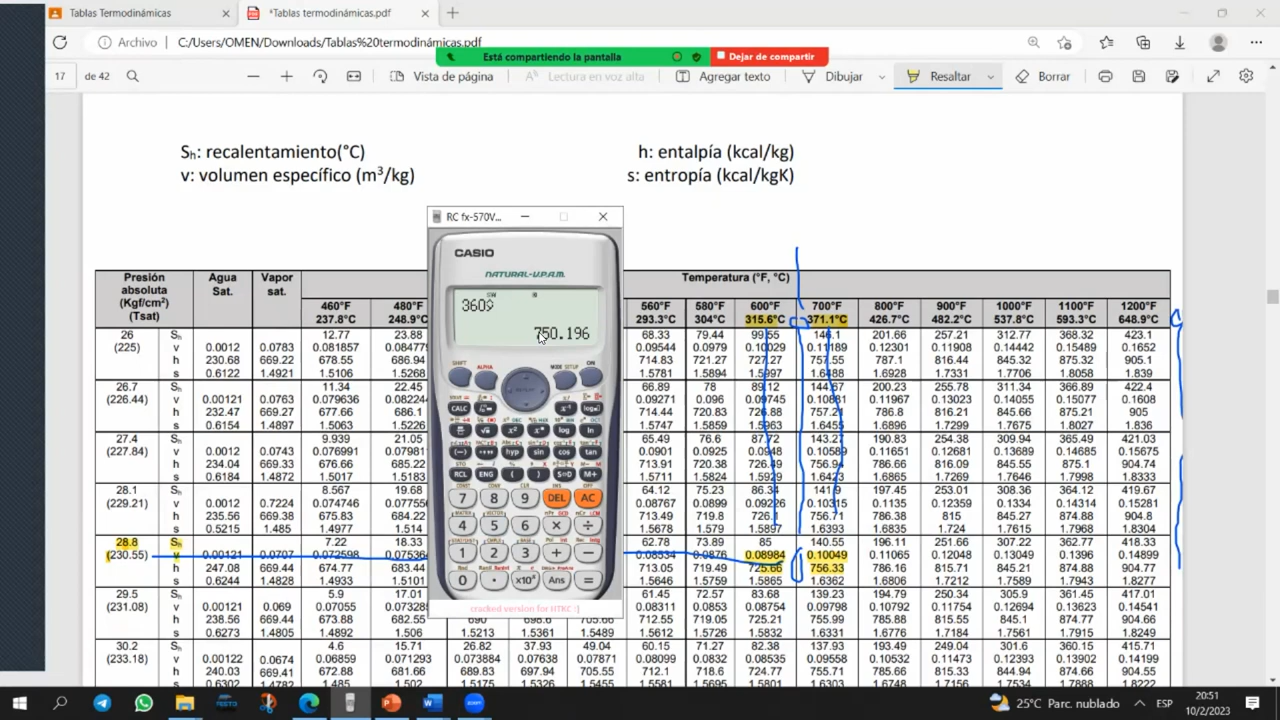 Tablas Termodinámicas
*Tablas termodinámicas.pdf
Archivo
C:/Users/OMEN/Downloads/Tablas%20termodinámicas.pdf
Está compartiendo la pantalla
Dejar de compartir
17 de 42
Vista de página
Lectura en voz alta
Agregar texto
Dibujar
Resaltar
Borrar
Sh: recalentamiento(°C)
h: entalpía (kcal/kg)
v: volumen específico (m³/kg)
s: entropía (kcal/kgK)
RC fx-570V...
CASIO
NATURAL-V.P.A.M.
3609
750.196
cracked version for HTKC :)
Presión absoluta (Kgf/cm²) (Tsat)
Agua Sat.
Vapor sat.
Temperatura (°F, °C)
460°F 480°F 560°F 580°F 600°F 700°F 800°F 900°F 1000°F 1100°F 1200°F
237.8°C 248.9°C 293.3°C 304°C 315.6°C 371.1°C 426.7°C 482.2°C 537.8°C 593.3°C 648.9°C
26 Sh 12.77 23.88 68.33 79.44 99.55 146.1 201.66 257.21 312.77 368.32 423.1
(225) v 0.0012 0.0783 0.081857 0.09544 0.0979 0.10029 0.11189 0.12301 0.14398 0.15489 0.1652
h 230.68 669.22 678.55 686.94 714.83 721.27 727.27 757.55 787.1 816.44 845.32 875.32 905.1
s 0.6122 1.4921 1.5106 1.5268 1.5781 1.5894 1.5997 1.6488 1.6928 1.7331 1.7706 1.8058 1.839
26.7 Sh 11.34 22.45 66.89 78 89.12 144.67 200.23 255.78 311.34 366.89 422.4
(226.44) v 0.00121 0.0763 0.079636 0.09271 0.096 0.09745 0.10881 0.11967 0.13023 0.14055 0.15077 0.1608
h 232.47 669.27 677.66 686.1 714.44 720.83 726.88 757.21 786.8 816.21 845.66 875.21 905
s 0.6154 1.4897 1.5063 1.5226 1.5747 1.5859 1.5963 1.6455 1.6896 1.7299 1.7675 1.8027 1.836
27.4 Sh 9.939 21.05 65.49 76.6 87.72 143.27 190.83 254.38 309.94 365.49 421.03
(227.84) v 0.0012 0.0743 0.076991 0.0901 0.0925 0.0948 0.10589 0.11651 0.12681 0.13689 0.14685 0.15675
h 234.04 669.33 676.66 685.22 713.91 720.38 726.49 756.94 786.66 816.09 845.55 875.1 904.74
s 0.6184 1.4872 1.5017 1.5183 1.5711 1.5824 1.5865 1.7269 1.7646 1.7998 1.8333
28.1 Sh 8.567 19.68 64.12 75.23 86.34 141.9 197.45 253.01 308.36 364.12 419.67
(229.21) v 0.0012 0.7224 0.074746 0.08767 0.0899 0.09226 0.1135 0.12359 0.1334 0.14314 0.15281
h 235.56 669.38 675.83 684.22 713.49 719.8 726.1 756.71 786.38 815 845.27 874.88 904.8
s 0.5215 1.485 1.4977 1.514 1.5678 1.579 1.5897 1.6393 1.6835 1.724 1.7616 1.7968 1.8304
28.8 Sh 7.22 18.33 62.78 73.89 85 140.55 196.11 251.66 307.22 362.77 418.33
(230.55) v 0.00121 0.0707 0.072598 0.08534 0.0876 0.08984 0.10049 0.11065 0.12048 0.13 0.1396 0.14899
h 247.08 669.44 674.77 683.44 713.05 719.49 725.66 756.33 786.16 815.71 845.21 874.88 904.77
s 0.6244 1.4828 1.4933 1.5101 1.5646 1.5759 1.5865 1.6362 1.6806 1.7212 1.7589 1.7943 1.8277
29.5 Sh 5.9 17.01 61.45 72.57 83.68 139.23 194.79 250.34 305.9 361.45 417.01
(231.08) v 0.00121 0.069 0.07055 0.08311 0.0853 0.08754 0.09798 0.10792 0.11754 0.12694 0.13623 0.14541
h 238.56 669.44 673.88 682.55 690 698.6 705.66 712.55 719.05 725.21 755.99 785.88 815.55 845.1 874.77 904.66
s 0.6273 1.4805 1.4892 1.506 1.5213 1.5361 1.5489 1.5612 1.5726 1.5832 1.6331 1.6776 1.7184 1.7561 1.7914 1.8249
30.2 Sh 4.6 15.71 26.82 37.93 49.04 60.15 71.27 82.38 137.93 193.49 249.04 301.6 360.15 415.71
(233.18) v 0.00122 0.0674 0.06859 0.071293 0.073884 0.07638 0.07871 0.08099 0.0832 0.08535 0.09558 0.10532 0.11473 0.12392 0.13902 0.14199
h 240.03 669.41 672.88 681.66 689.83 697.94 705.55 712.1 718.6 724.77 755.71 785.66 815.33 844.94 874.66 904.55
25°C Parc. nublado
ESP
20:51
10/2/2023